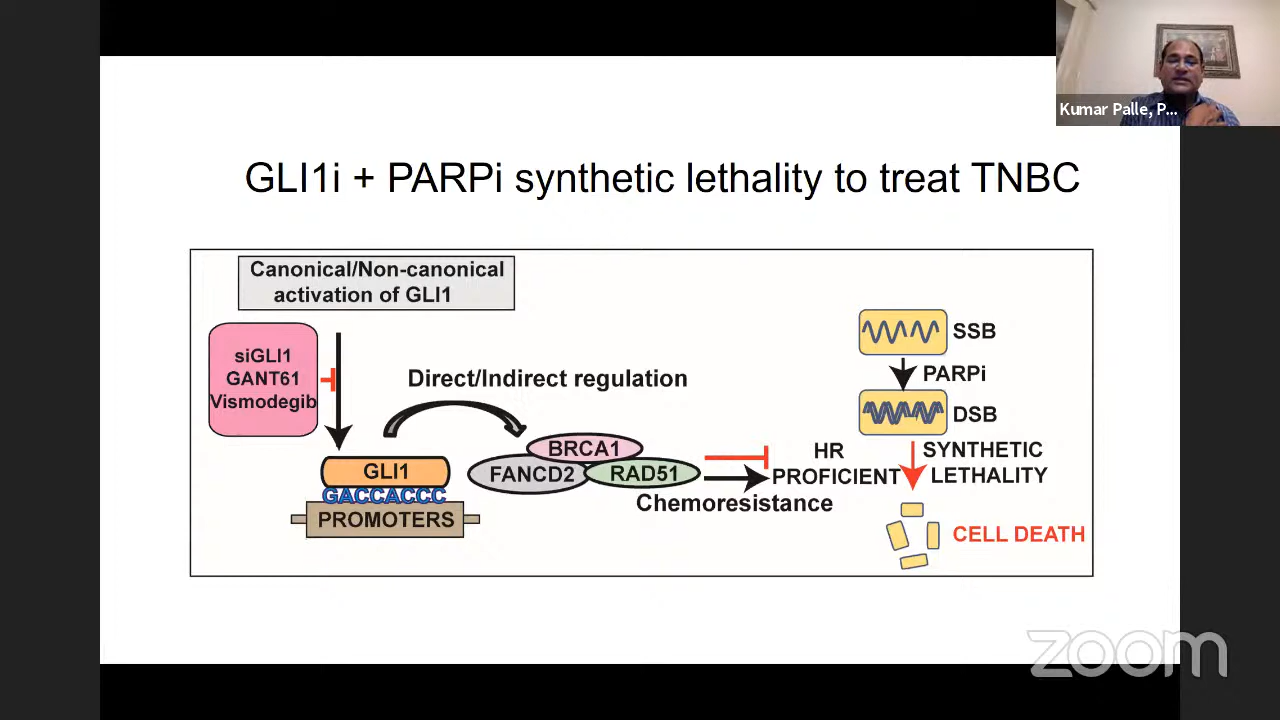 Kumar Palle, P...
GLI1i + PARPi synthetic lethality to treat TNBC
Canonical/Non-canonical
activation of GLI1
siGLI1
GANT61
Vismodegib
Direct/Indirect regulation
GLI1
GACCACCC
PROMOTERS
BRCA1
FANCD2
RAD51
Chemoresistance
HR
PROFICIENT
SSB
PARPi
DSB
SYNTHETIC
LETHALITY
CELL DEATH
zoom